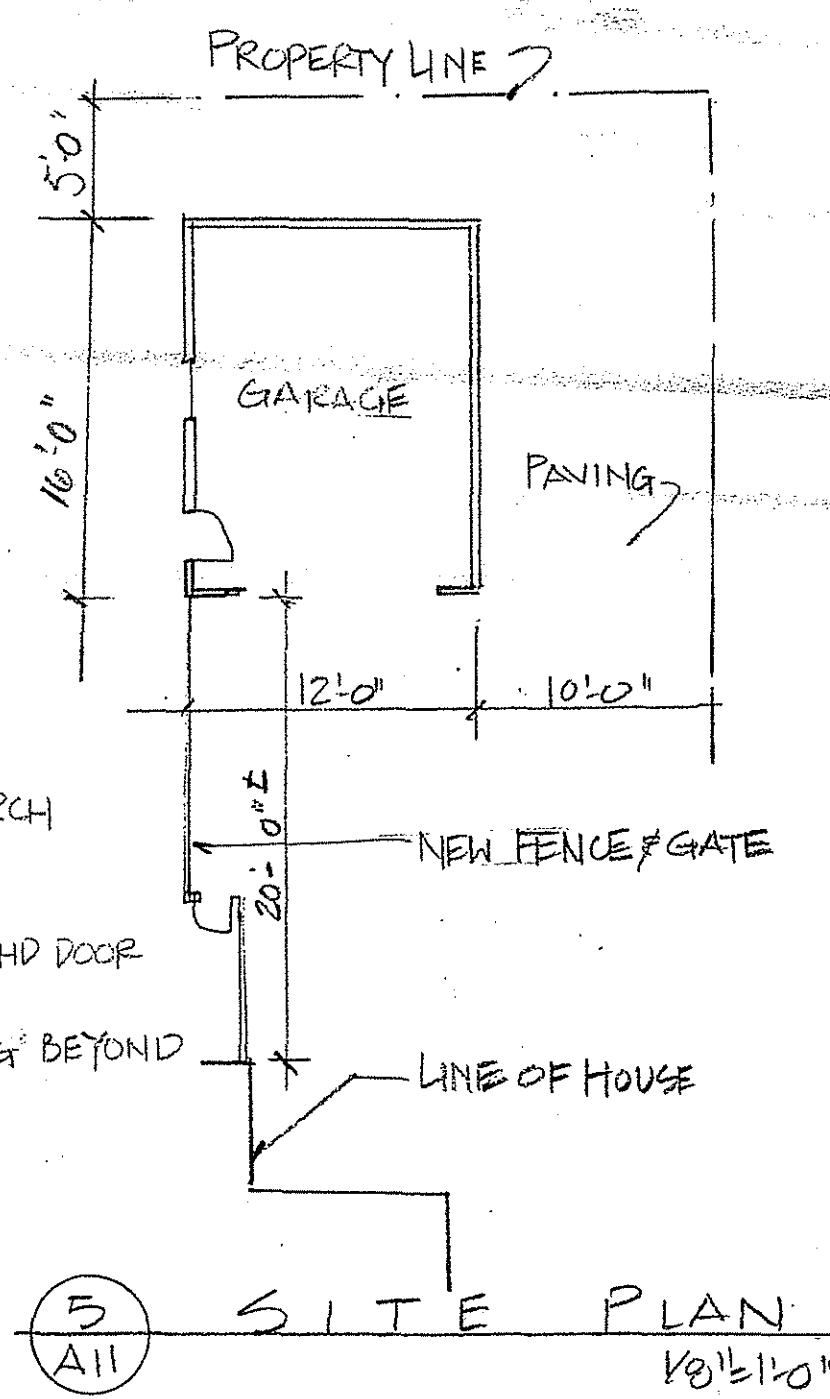 PROPERTY LINE
5'-0"
GARAGE
16'-0"
PAVING
12'-0" 10'-0"
20'-0"±
RCH
NEW FENCE & GATE
HD DOOR
BEYOND
LINE OF HOUSE
5
A11
SITE PLAN
1/8"=1'-0"